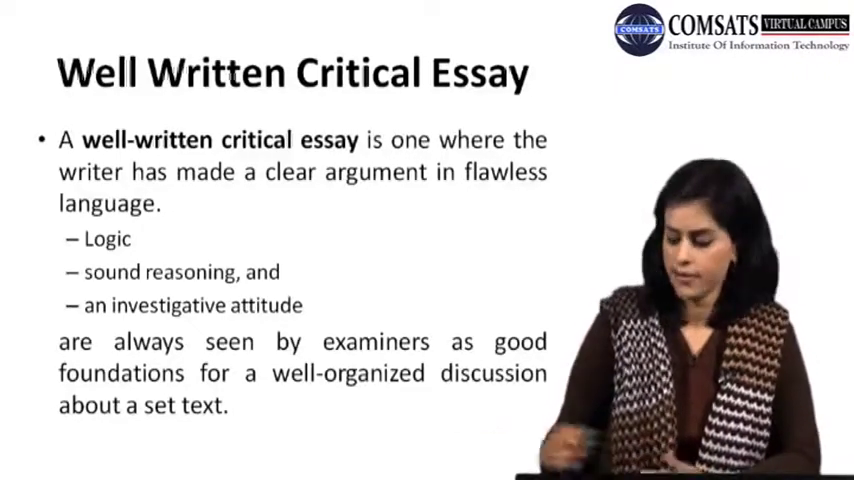 COMSATS VIRTUAL CAMPUS
COMSATS Institute Of Information Technology
Well Written Critical Essay
• A well-written critical essay is one where the
writer has made a clear argument in flawless
language.
– Logic
– sound reasoning, and
– an investigative attitude
are always seen by examiners as good
foundations for a well-organized discussion
about a set text.